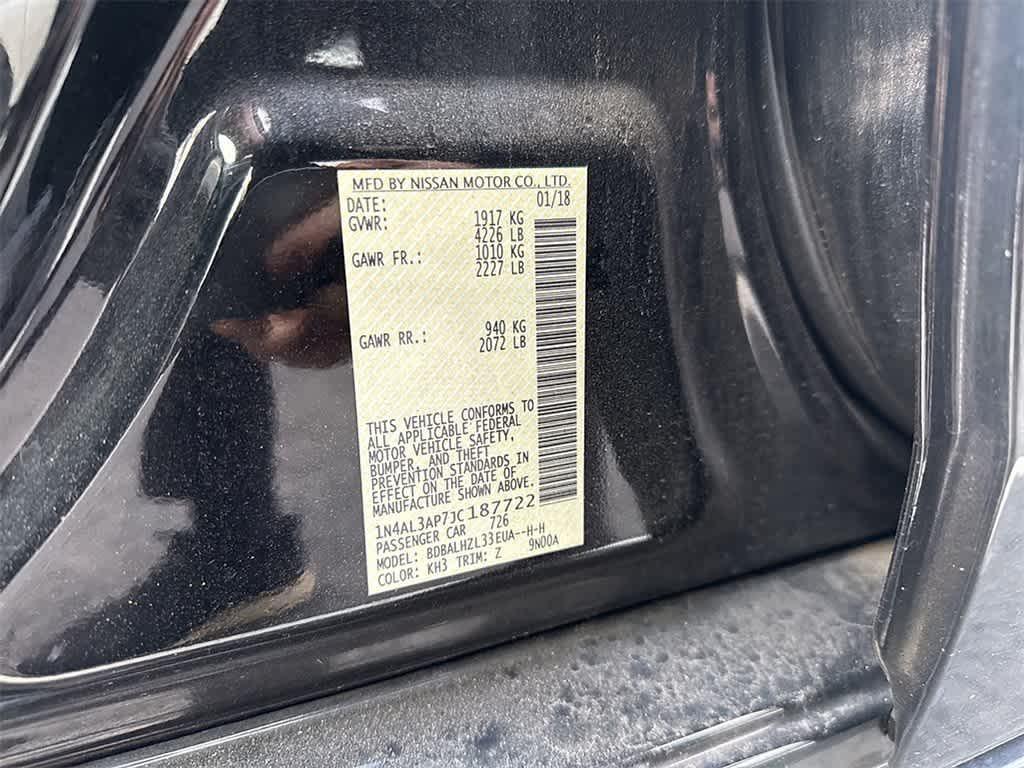 MFD BY NISSAN MOTOR CO., LTD.
DATE: 01/18
GVWR: 1917 KG
4226 LB
GAWR FR.: 1010 KG
2227 LB
GAWR RR.: 940 KG
2072 LB
THIS VEHICLE CONFORMS TO
ALL APPLICABLE FEDERAL
MOTOR VEHICLE SAFETY,
BUMPER, AND THEFT
PREVENTION STANDARDS IN
EFFECT ON THE DATE OF
MANUFACTURE SHOWN ABOVE.
1N4AL3AP7JC187722
PASSENGER CAR 726
MODEL: BDBALHZL33EUA--H-H
COLOR: KH3 TRIM: Z 9N00A